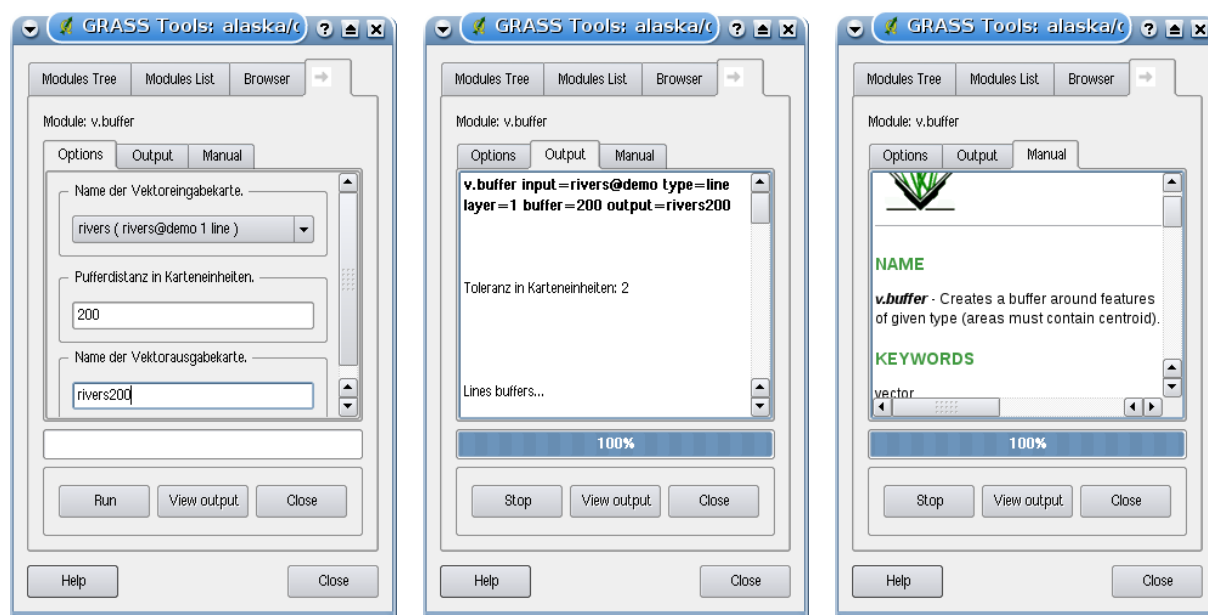 GRASS Tools: alaska/c
Modules Tree Modules List Browser
Module: v.buffer
Options Output Manual
Name der Vektoreingabekarte.
rivers ( rivers@demo 1 line )
Pufferdistanz in Karteneinheiten.
200
Name der Vektorausgabekarte.
rivers200
Run View output Close
Help Close
GRASS Tools: alaska/c
Modules Tree Modules List Browser
Module: v.buffer
Options Output Manual
v.buffer input=rivers@demo type=line
layer=1 buffer=200 output=rivers200
Toleranz in Karteneinheiten: 2
Lines buffers...
100%
Stop View output Close
Help Close
GRASS Tools: alaska/c
Modules Tree Modules List Browser
Module: v.buffer
Options Output Manual
NAME
v.buffer - Creates a buffer around features
of given type (areas must contain centroid).
KEYWORDS
vector
100%
Stop View output Close
Help Close